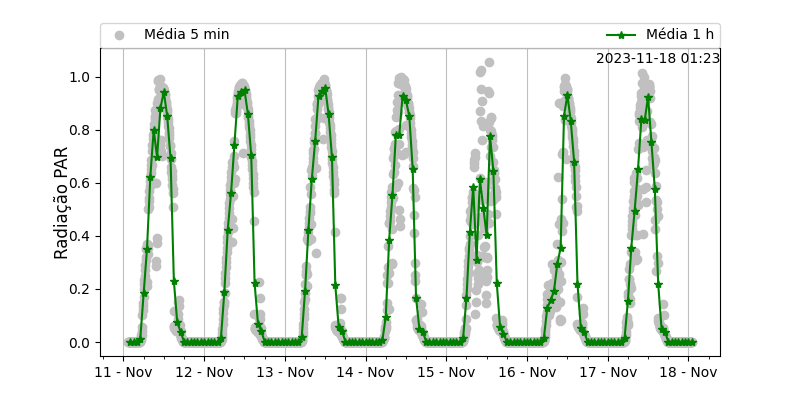 Média 5 min
Média 1 h
2023-11-18 01:23
Radiação PAR
1.0
0.8
0.6
0.4
0.2
0.0
11 - Nov
12 - Nov
13 - Nov
14 - Nov
15 - Nov
16 - Nov
17 - Nov
18 - Nov